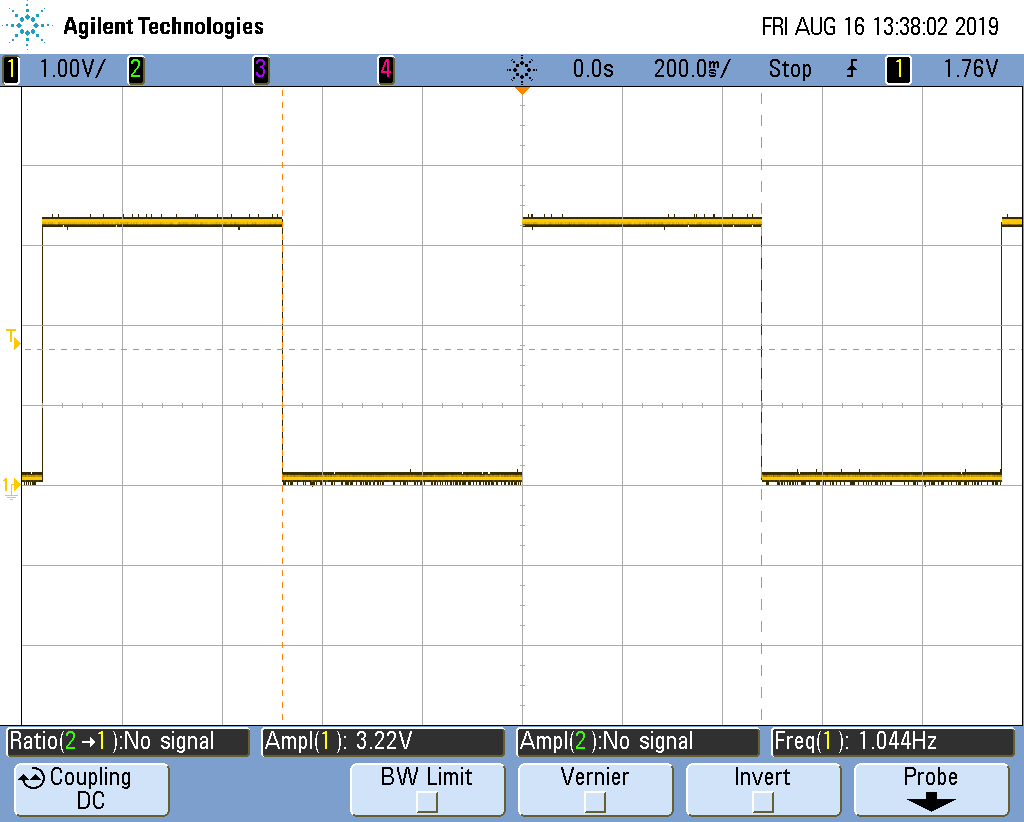 Agilent Technologies FRI AUG 16 13:38:02 2019
1 1.00V/ 2 3 4 0.0s 200.0ms/ Stop 1 1.76V
T
1
Ratio(2→1):No signal Ampl(1): 3.22V Ampl(2):No signal Freq(1): 1.044Hz
Coupling BW Limit Vernier Invert Probe
DC